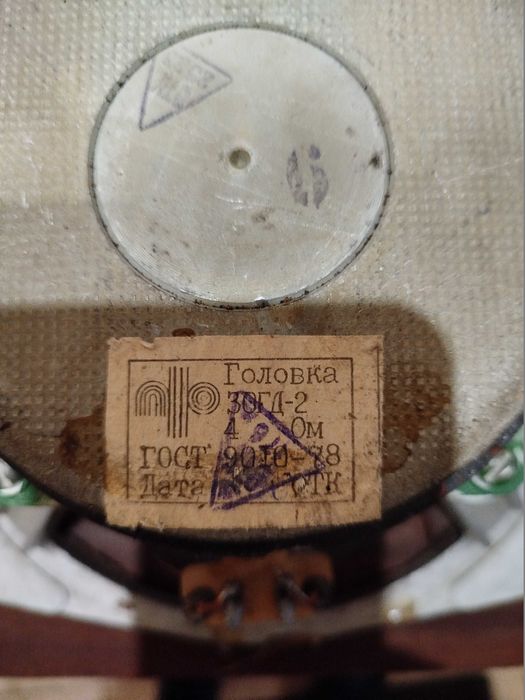 Головка
30ГД-2
4 Ом
ГОСТ 9010-78
Дата ОТК